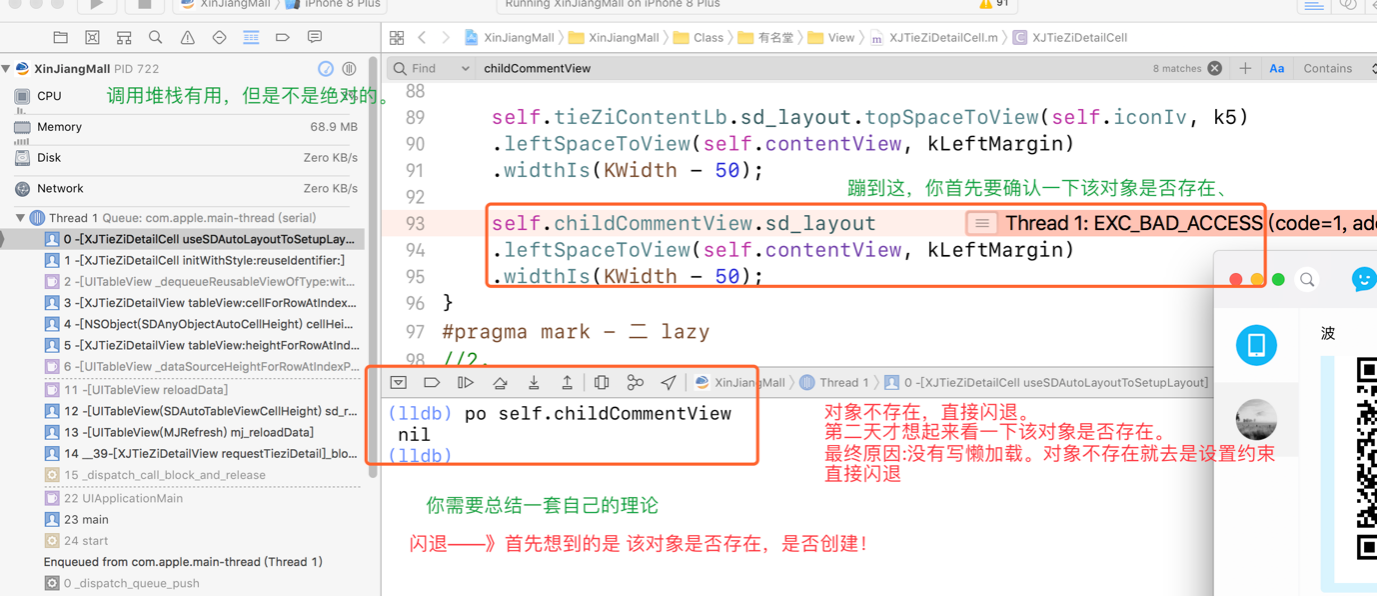 XinJiangMall
iPhone 8 Plus
Running XinJiangMall on iPhone 8 Plus
91
XinJiangMall
XinJiangMall
Class
有名堂
View
m
XJTieZiDetailCell.m
C
XJTieZiDetailCell
XinJiangMall PID 722
Find
childCommentView
8 matches
Aa
Contains
CPU
调用堆栈有用，但是不是绝对的。
Memory
68.9 MB
Disk
Zero KB/s
Network
Zero KB/s
88
89 self.tieZiContentLb.sd_layout.topSpaceToView(self.iconIv, k5)
90 .leftSpaceToView(self.contentView, kLeftMargin)
91 .widthIs(KWidth - 50);
92
蹦到这，你首先要确认一下该对象是否存在、
93 self.childCommentView.sd_layout
Thread 1: EXC_BAD_ACCESS (code=1, add
94 .leftSpaceToView(self.contentView, kLeftMargin)
95 .widthIs(KWidth - 50);
96 }
97 #pragma mark - 二 lazy
98 //2.
Thread 1 Queue: com.apple.main-thread (serial)
0 -[XJTieZiDetailCell useSDAutoLayoutToSetupLay...
1 -[XJTieZiDetailCell initWithStyle:reuseIdentifier:]
2 -[UITableView _dequeueReusableViewOfType:wit...
3 -[XJTieZiDetailView tableView:cellForRowAtIndex...
4 -[NSObject(SDAnyObjectAutoCellHeight) cellHei...
5 -[XJTieZiDetailView tableView:heightForRowAtInd...
6 -[UITableView _dataSourceHeightForRowAtIndexP...
11 -[UITableView reloadData]
12 -[UITableView(SDAutoTableViewCellHeight) sd_r...
13 -[UITableView(MJRefresh) mj_reloadData]
14 __39-[XJTieZiDetailView requestTieziDetail]_blo...
15 _dispatch_call_block_and_release
22 UIApplicationMain
23 main
24 start
Enqueued from com.apple.main-thread (Thread 1)
0 _dispatch_queue_push
XinJiangMall
Thread 1
0 -[XJTieZiDetailCell useSDAutoLayoutToSetupLayout]
(lldb) po self.childCommentView
nil
(lldb)
对象不存在，直接闪退。
第二天才想起来看一下该对象是否存在。
最终原因:没有写懒加载。对象不存在就去是设置约束
直接闪退
你需要总结一套自己的理论
闪退——》首先想到的是 该对象是否存在，是否创建！
波